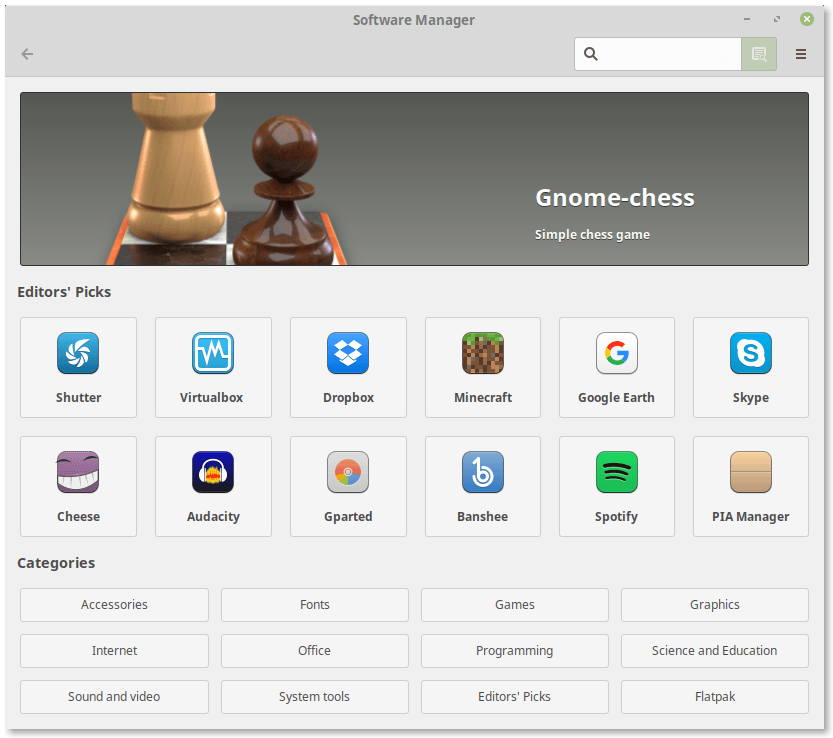 Software Manager
Gnome-chess
Simple chess game
Editors' Picks
Shutter
Virtualbox
Dropbox
Minecraft
Google Earth
Skype
Cheese
Audacity
Gparted
Banshee
Spotify
PIA Manager
Categories
Accessories
Fonts
Games
Graphics
Internet
Office
Programming
Science and Education
Sound and video
System tools
Editors' Picks
Flatpak